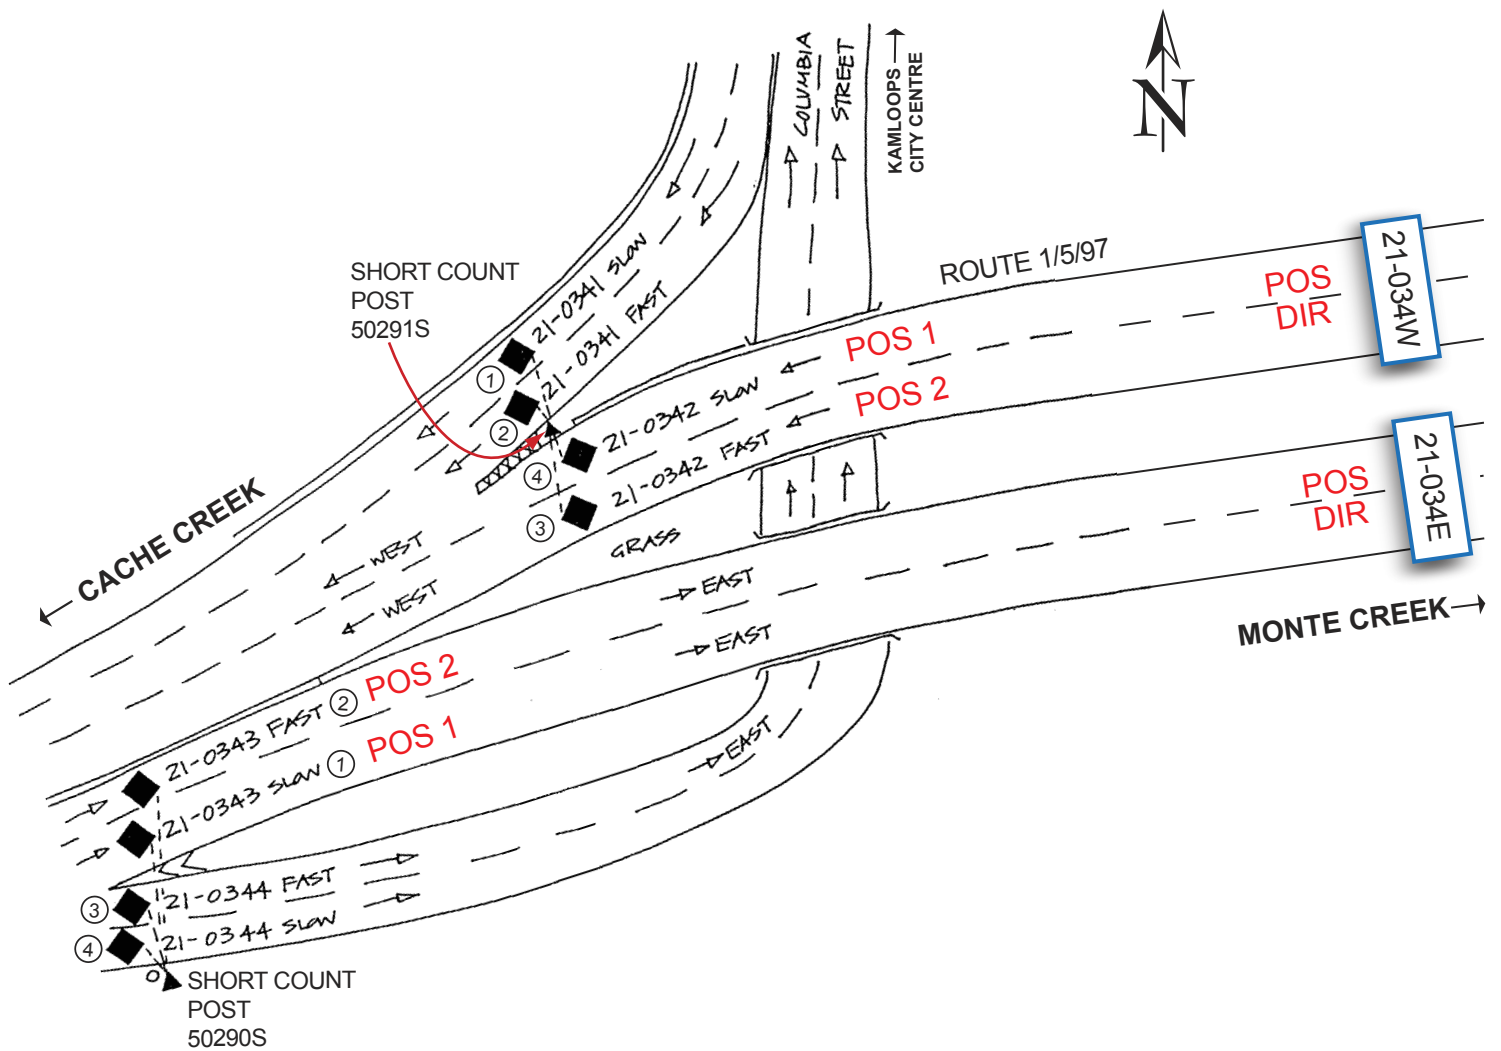 COLUMBIA
STREET
KAMLOOPS
CITY CENTRE
N
SHORT COUNT
POST
50291S
21-0341 SLOW
21-0341 FAST
1
2
4
3
21-0342 SLOW
21-0342 FAST
POS 1
POS 2
ROUTE 1/5/97
POS
DIR
21-034W
POS
DIR
21-034E
CACHE CREEK
MONTE CREEK
GRASS
WEST
WEST
EAST
EAST
EAST
21-0343 FAST 2 POS 2
21-0343 SLOW 1 POS 1
3
21-0344 FAST
4
21-0344 SLOW
SHORT COUNT
POST
50290S